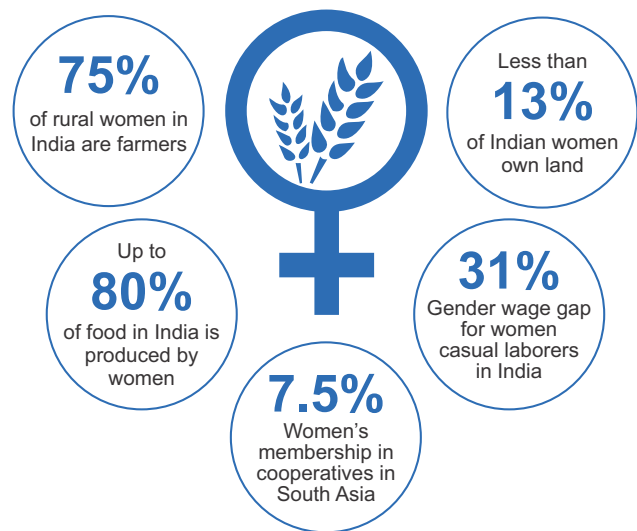 75%
of rural women in
India are farmers
Less than
13%
of Indian women
own land
Up to
80%
of food in India is
produced by
women
31%
Gender wage gap
for women
casual laborers
in India
7.5%
Women’s
membership in
cooperatives in
South Asia